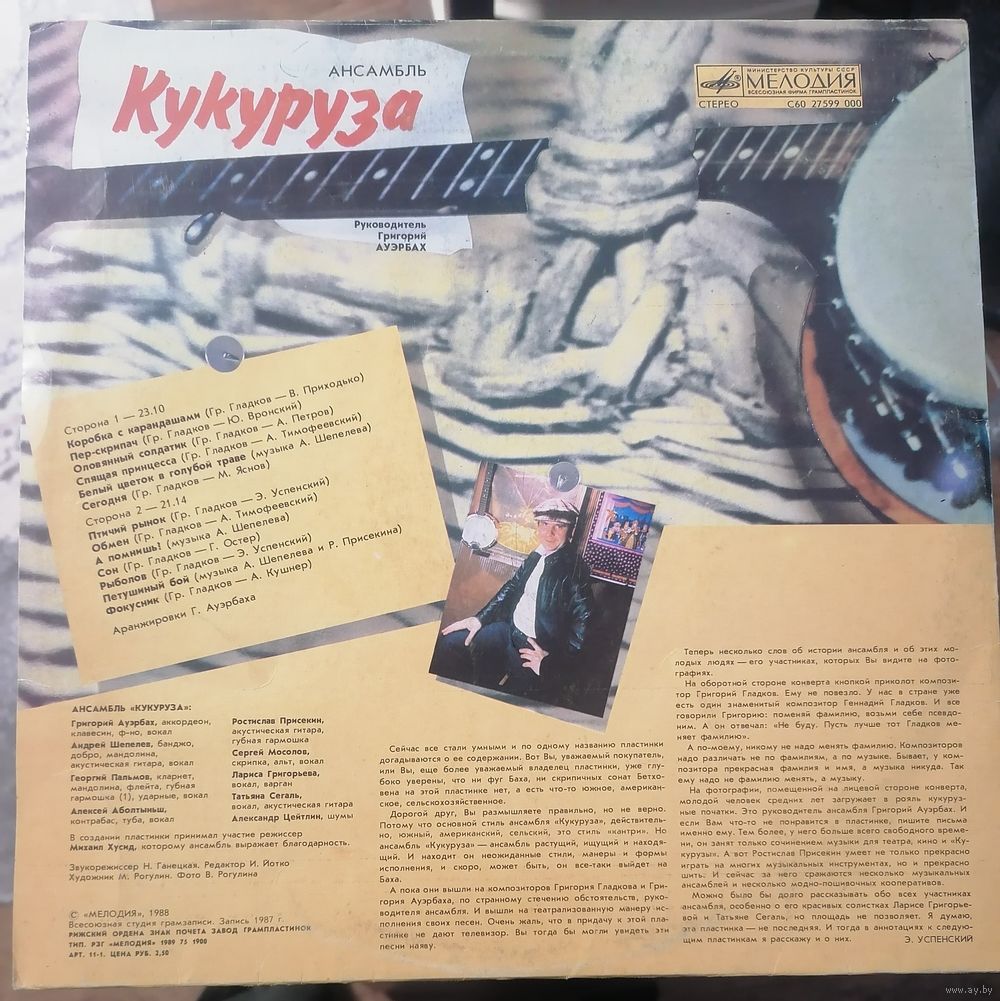 АНСАМБЛЬ
Кукуруза
МИНИСТЕРСТВО КУЛЬТУРЫ СССР
МЕЛОДИЯ
ВСЕСОЮЗНАЯ ФИРМА ГРАМПЛАСТИНОК
СТЕРЕО С60 27599 000
Руководитель
Григорий
АУЭРБАХ
Сторона 1 — 23.10
Коробка с карандашами (Гр. Гладков — В. Приходько)
Пер-скрипач (Гр. Гладков — Ю. Вронский)
Оловянный солдатик (Гр. Гладков — А. Петров)
Спящая принцесса (Гр. Гладков — А. Тимофеевский)
Белый цветок в голубой траве (музыка А. Шепелева)
Сегодня (Гр. Гладков — М. Яснов)
Сторона 2 — 21.14
Птичий рынок (Гр. Гладков — Э. Успенский)
Обмен (Гр. Гладков — А. Тимофеевский)
А помнишь! (музыка А. Шепелева)
Сон (Гр. Гладков — Г. Остер)
Рыболов (Гр. Гладков — Э. Успенский)
Петушиный бой (музыка А. Шепелева и Р. Присекина)
Фокусник (Гр. Гладков — А. Кушнер)
Аранжировки Г. Ауэрбаха
АНСАМБЛЬ «КУКУРУЗА»:
Григорий Ауэрбах, аккордеон,
клавесин, ф-но, вокал
Андрей Шепелев, банджо,
добро, мандолина,
акустическая гитара, вокал
Георгий Пальмов, кларнет,
мандолина, флейта, губная
гармошка (1), ударные, вокал
Алексей Аболтыньш,
контрабас, туба, вокал
Ростислав Присекин,
акустическая гитара,
губная гармошка
Сергей Мосолов,
скрипка, альт, вокал
Лариса Григорьева,
вокал, варган
Татьяна Сегаль,
вокал, акустическая гитара
Александр Цейтлин, шумы
В создании пластинки принимал участие режиссер
Михаил Хусид, которому ансамбль выражает благодарность.
Звукорежиссер Н. Ганецкая. Редактор И. Йотко
Художник М. Рогулин. Фото В. Рогулина
© «МЕЛОДИЯ», 1988
Всесоюзная студия грамзаписи. Запись 1987 г.
РИЖСКИЙ ОРДЕНА ЗНАК ПОЧЕТА ЗАВОД ГРАМПЛАСТИНОК
ТИП. РЗГ «МЕЛОДИЯ» 1989 75 1900
АРТ. 11-1. ЦЕНА РУБ. 2,50
Сейчас все стали умными и по одному названию пластинки
догадываются о ее содержании. Вот Вы, уважаемый покупатель,
или Вы, еще более уважаемый владелец пластинки, уже глу-
боко уверены, что ни фуг Баха, ни скрипичных сонат Бетхо-
вена на этой пластинке нет, а есть что-то южное, американ-
ское, сельскохозяйственное.
Дорогой друг, Вы размышляете правильно, но не верно.
Потому что основной стиль ансамбля «Кукуруза», действитель-
но, южный, американский, сельский, это стиль «кантри». Но
ансамбль «Кукуруза» — ансамбль растущий, ищущий и находя-
щий. И находит он неожиданные стили, манеры и формы
исполнения, и скоро, может быть, он все-таки выйдет на
Баха.
А пока они вышли на композиторов Григория Гладкова и Гри-
гория Ауэрбаха, по странному стечению обстоятельств, руко-
водителя ансамбля. И вышли на театрализованную манеру ис-
полнения своих песен. Очень жаль, что в придачу к этой пла-
стинке не дают телевизор. Вы тогда бы могли увидеть эти
песни наяву.
Теперь несколько слов об истории ансамбля и об этих мо-
лодых людях — его участниках, которых Вы видите на фото-
графиях.
На оборотной стороне конверта кнопкой приколот компози-
тор Григорий Гладков. Ему не повезло. У нас в стране уже
есть один знаменитый композитор Геннадий Гладков. И все
говорили Григорию: поменяй фамилию, возьми себе псевдо-
ним. А он отвечал: «Не буду. Пусть лучше тот Гладков ме-
няет фамилию».
А по-моему, никому не надо менять фамилию. Композиторов
надо различать не по фамилиям, а по музыке. Бывает, у ком-
позитора прекрасная фамилия и имя, а музыка никуда. Так
ему надо не фамилию менять, а музыку.
На фотографии, помещенной на лицевой стороне конверта,
молодой человек средних лет загружает в рояль кукуруз-
ные початки. Это руководитель ансамбля Григорий Ауэрбах. И
если Вам что-то не понравится в пластинке, пишите письма
именно ему. Тем более, у него больше всего свободного време-
ни, он занят только сочинением музыки для театра, кино и «Ку-
курузы». А вот Ростислав Присекин умеет не только прекрасно
играть на многих музыкальных инструментах, но и прекрасно
шить. И сейчас за него сражаются несколько музыкальных
ансамблей и несколько модно-пошивочных кооперативов.
Можно было бы долго рассказывать обо всех участниках
ансамбля, особенно о его красивых солистках Ларисе Григорье-
вой и Татьяне Сегаль, но площадь не позволяет. Я думаю,
эта пластинка — не последняя. И тогда в аннотациях к следую-
щим пластинкам я расскажу и о них.
Э. УСПЕНСКИЙ
www.ay.by